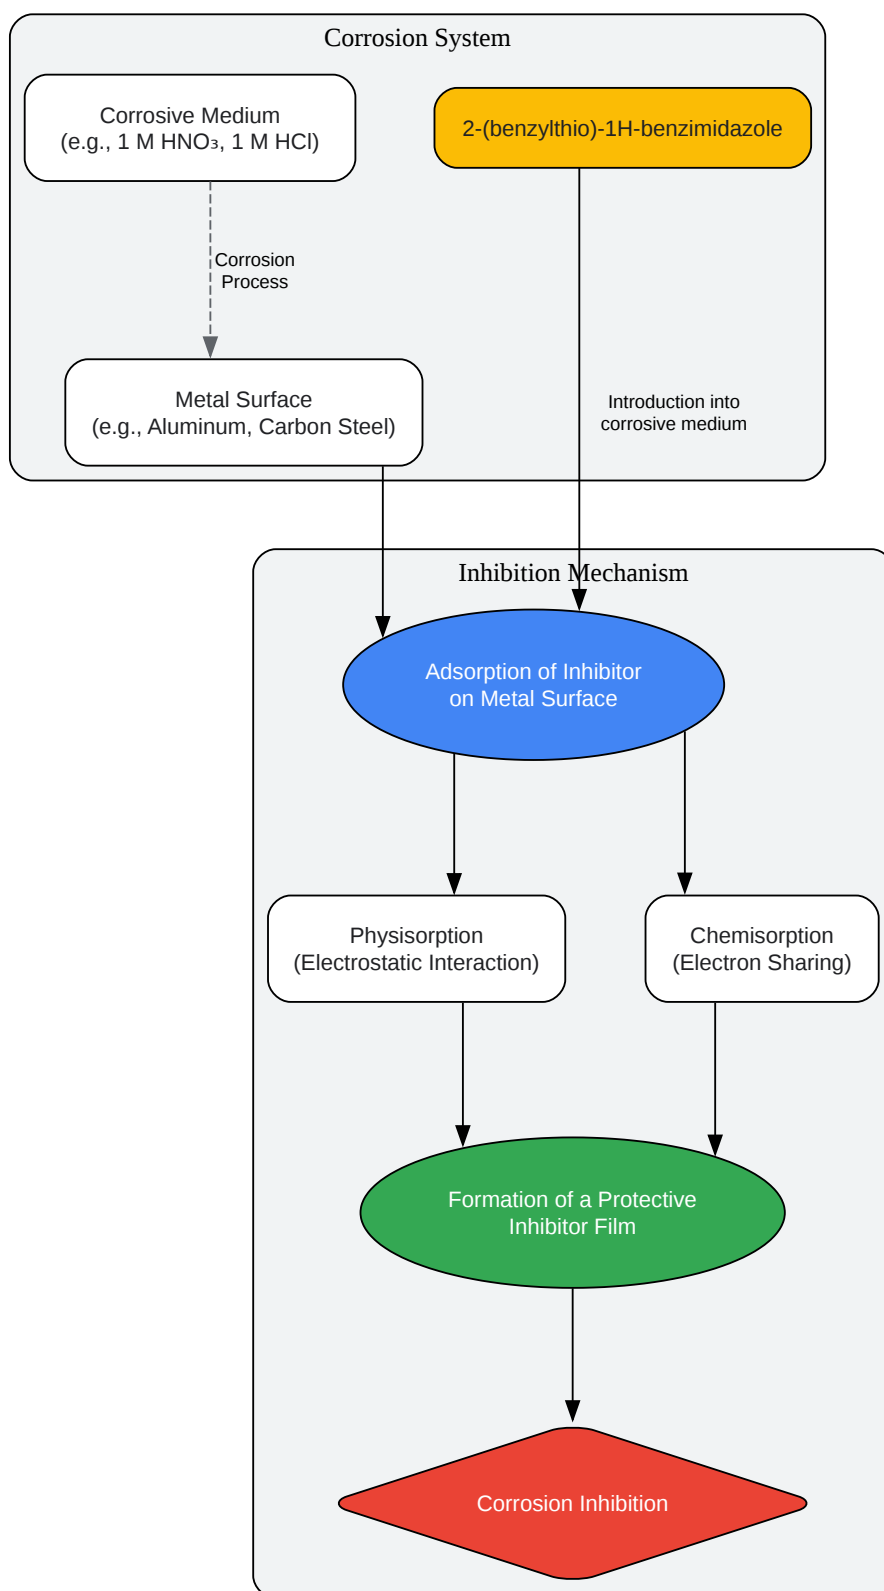 Corrosion System
Corrosive Medium
(e.g., 1 M HNO₃, 1 M HCl)
2-(benzylthio)-1H-benzimidazole
Corrosion
Process
Metal Surface
(e.g., Aluminum, Carbon Steel)
Introduction into
corrosive medium
Inhibition Mechanism
Adsorption of Inhibitor
on Metal Surface
Physisorption
(Electrostatic Interaction)
Chemisorption
(Electron Sharing)
Formation of a Protective
Inhibitor Film
Corrosion Inhibition